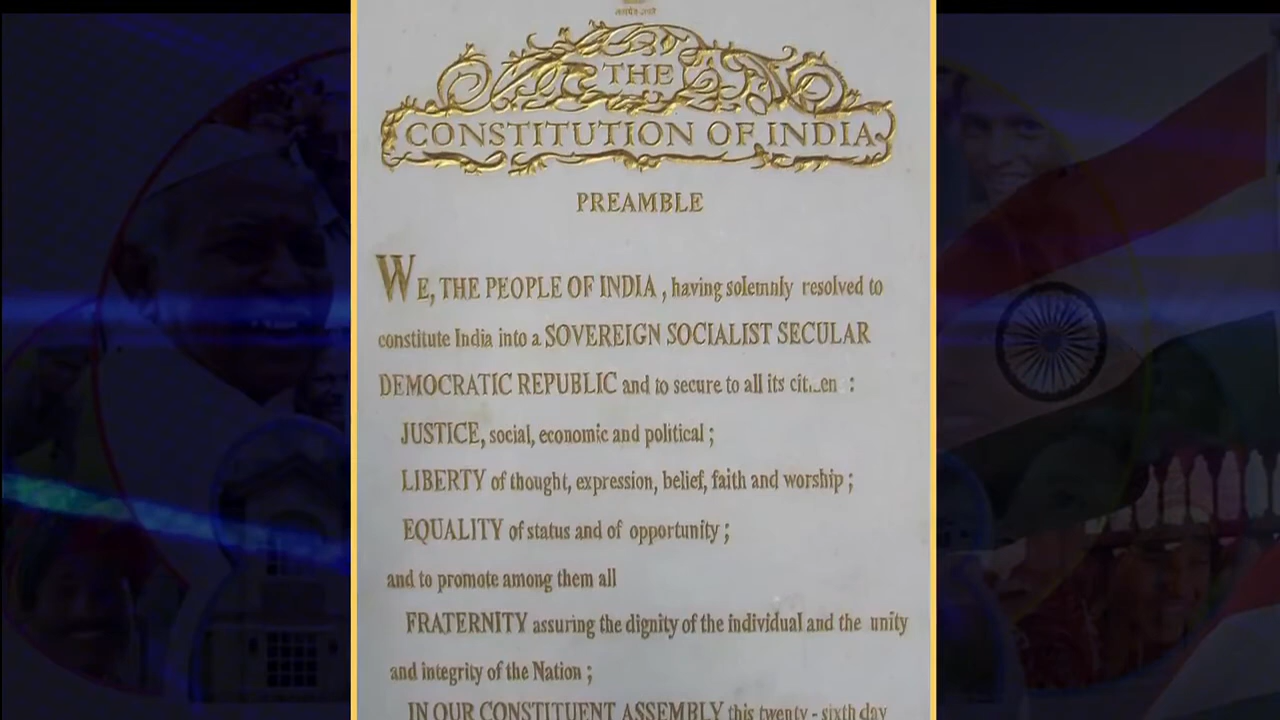 सत्यमेव जयते
THE
CONSTITUTION OF INDIA
PREAMBLE
WE, THE PEOPLE OF INDIA , having solemnly resolved to
constitute India into a SOVEREIGN SOCIALIST SECULAR
DEMOCRATIC REPUBLIC and to secure to all its :
JUSTICE, social, economic and political ;
LIBERTY of thought, expression, belief, faith and worship ;
EQUALITY of status and of opportunity ;
and to promote among them all
FRATERNITY assuring the dignity of the individual and the unity
and integrity of the Nation ;
IN OUR CONSTITUENT ASSEMBLY this twenty - sixth day